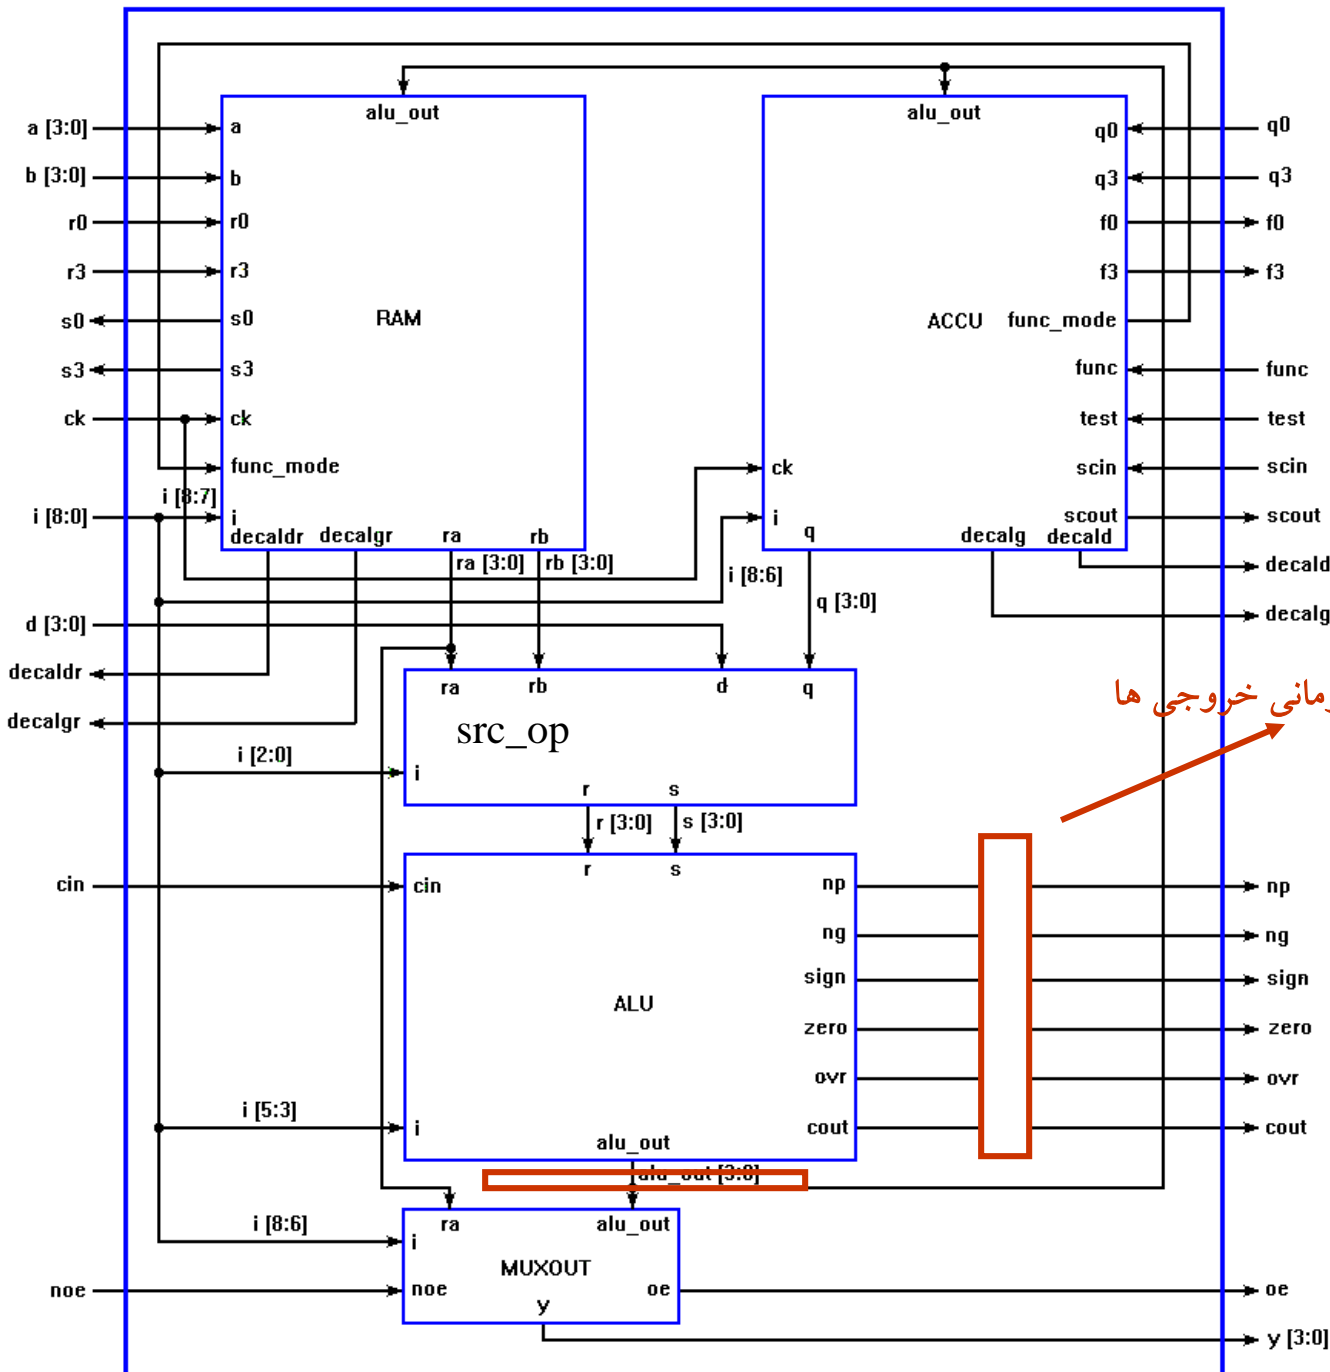 alu_out
alu_out
a [3:0]
a
q0
q0
b [3:0]
b
q3
q3
r0
r0
f0
f0
r3
r3
f3
f3
s0
s0
RAM
ACCU
func_mode
s3
s3
func
func
ck
ck
test
test
func_mode
ck
scin
scin
i [8:7]
i [8:0]
i
i
scout
scout
decaldr
decalgr
ra
rb
q
decalg
decald
ra [3:0]
rb [3:0]
i [8:6]
decald
q [3:0]
decalg
d [3:0]
decaldr
ra
rb
d
q
خروجی ها
decalgr
src_op
i [2:0]
i
r
s
r [3:0]
s [3:0]
r
s
cin
cin
np
np
ng
ng
sign
sign
ALU
zero
zero
ovr
ovr
i [5:3]
i
cout
cout
alu_out
alu_out [3:0]
i [8:6]
ra
alu_out
i
MUXOUT
noe
noe
oe
oe
y
y [3:0]